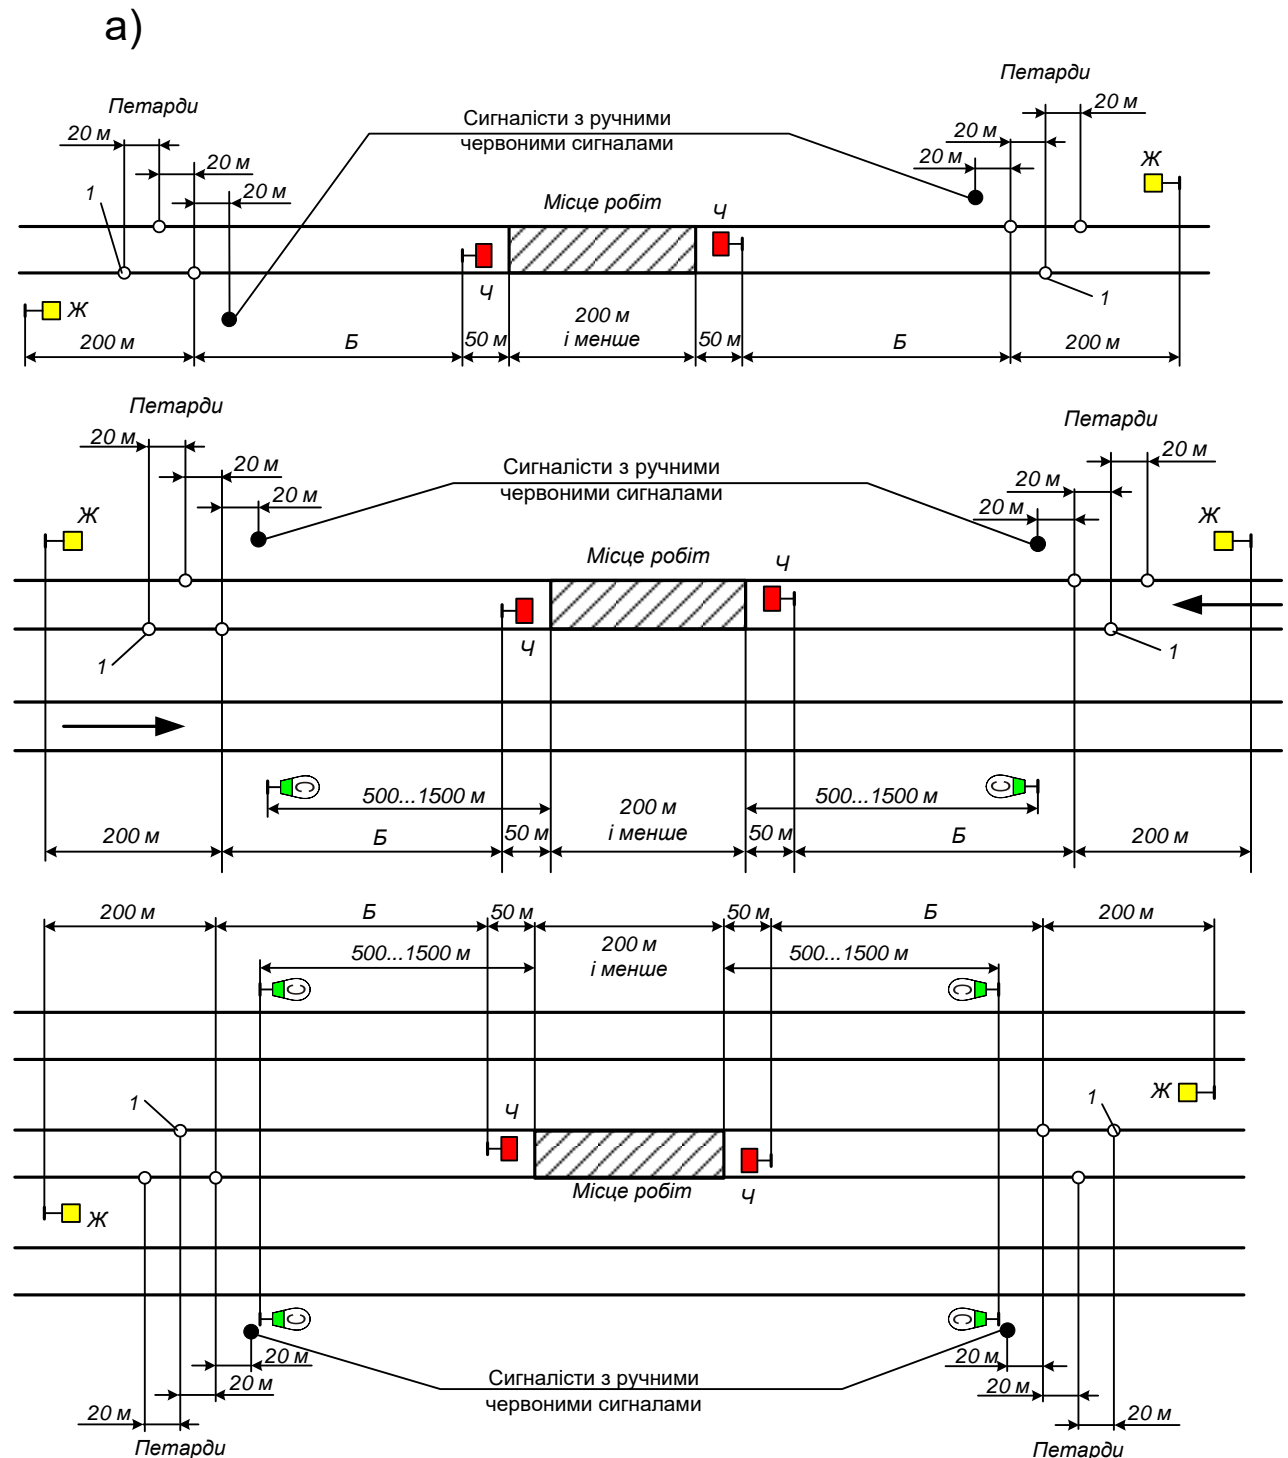 а)
Петарди
20 м
20 м
20 м
1
Ж
Сигналісти з ручними
червоними сигналами
Місце робіт
Ч
Ч
Петарди
20 м
20 м
20 м
Ж
1
200 м
Б
50 м
200 м
і менше
50 м
Б
200 м
Петарди
20 м
20 м
20 м
Ж
1
Сигналісти з ручними
червоними сигналами
Місце робіт
Ч
Ч
Петарди
20 м
20 м
20 м
Ж
1
С
500...1500 м
С
500...1500 м
200 м
Б
50 м
200 м
і менше
50 м
Б
200 м
200 м
Б
50 м
200 м
і менше
50 м
Б
200 м
500...1500 м
500...1500 м
С
С
Ж
1
Ч
1
Місце робіт
Ч
Ж
С
С
20 м
20 м
20 м
Петарди
Сигналісти з ручними
червоними сигналами
20 м
20 м
20 м
Петарди